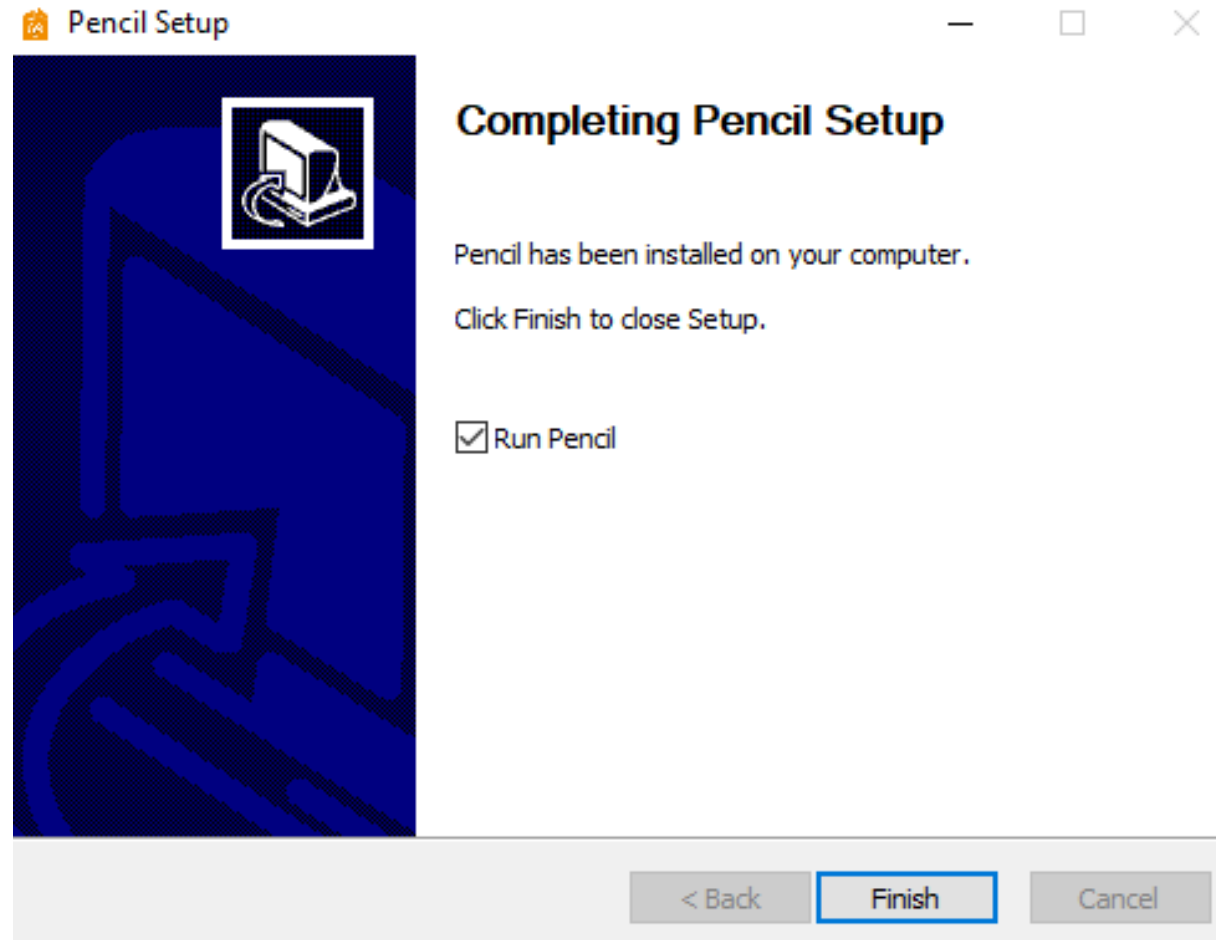 Pencil Setup
Completing Pencil Setup
Pencil has been installed on your computer.
Click Finish to close Setup.
Run Pencil
< Back Finish Cancel